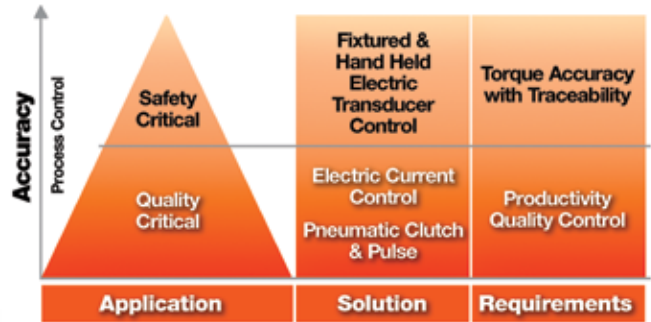 Accuracy
Process Control
Safety
Critical
Quality
Critical
Fixtured &
Hand Held
Electric
Transducer
Control
Electric Current
Control
Pneumatic Clutch
& Pulse
Torque Accuracy
with Traceability
Productivity
Quality Control
Application
Solution
Requirements